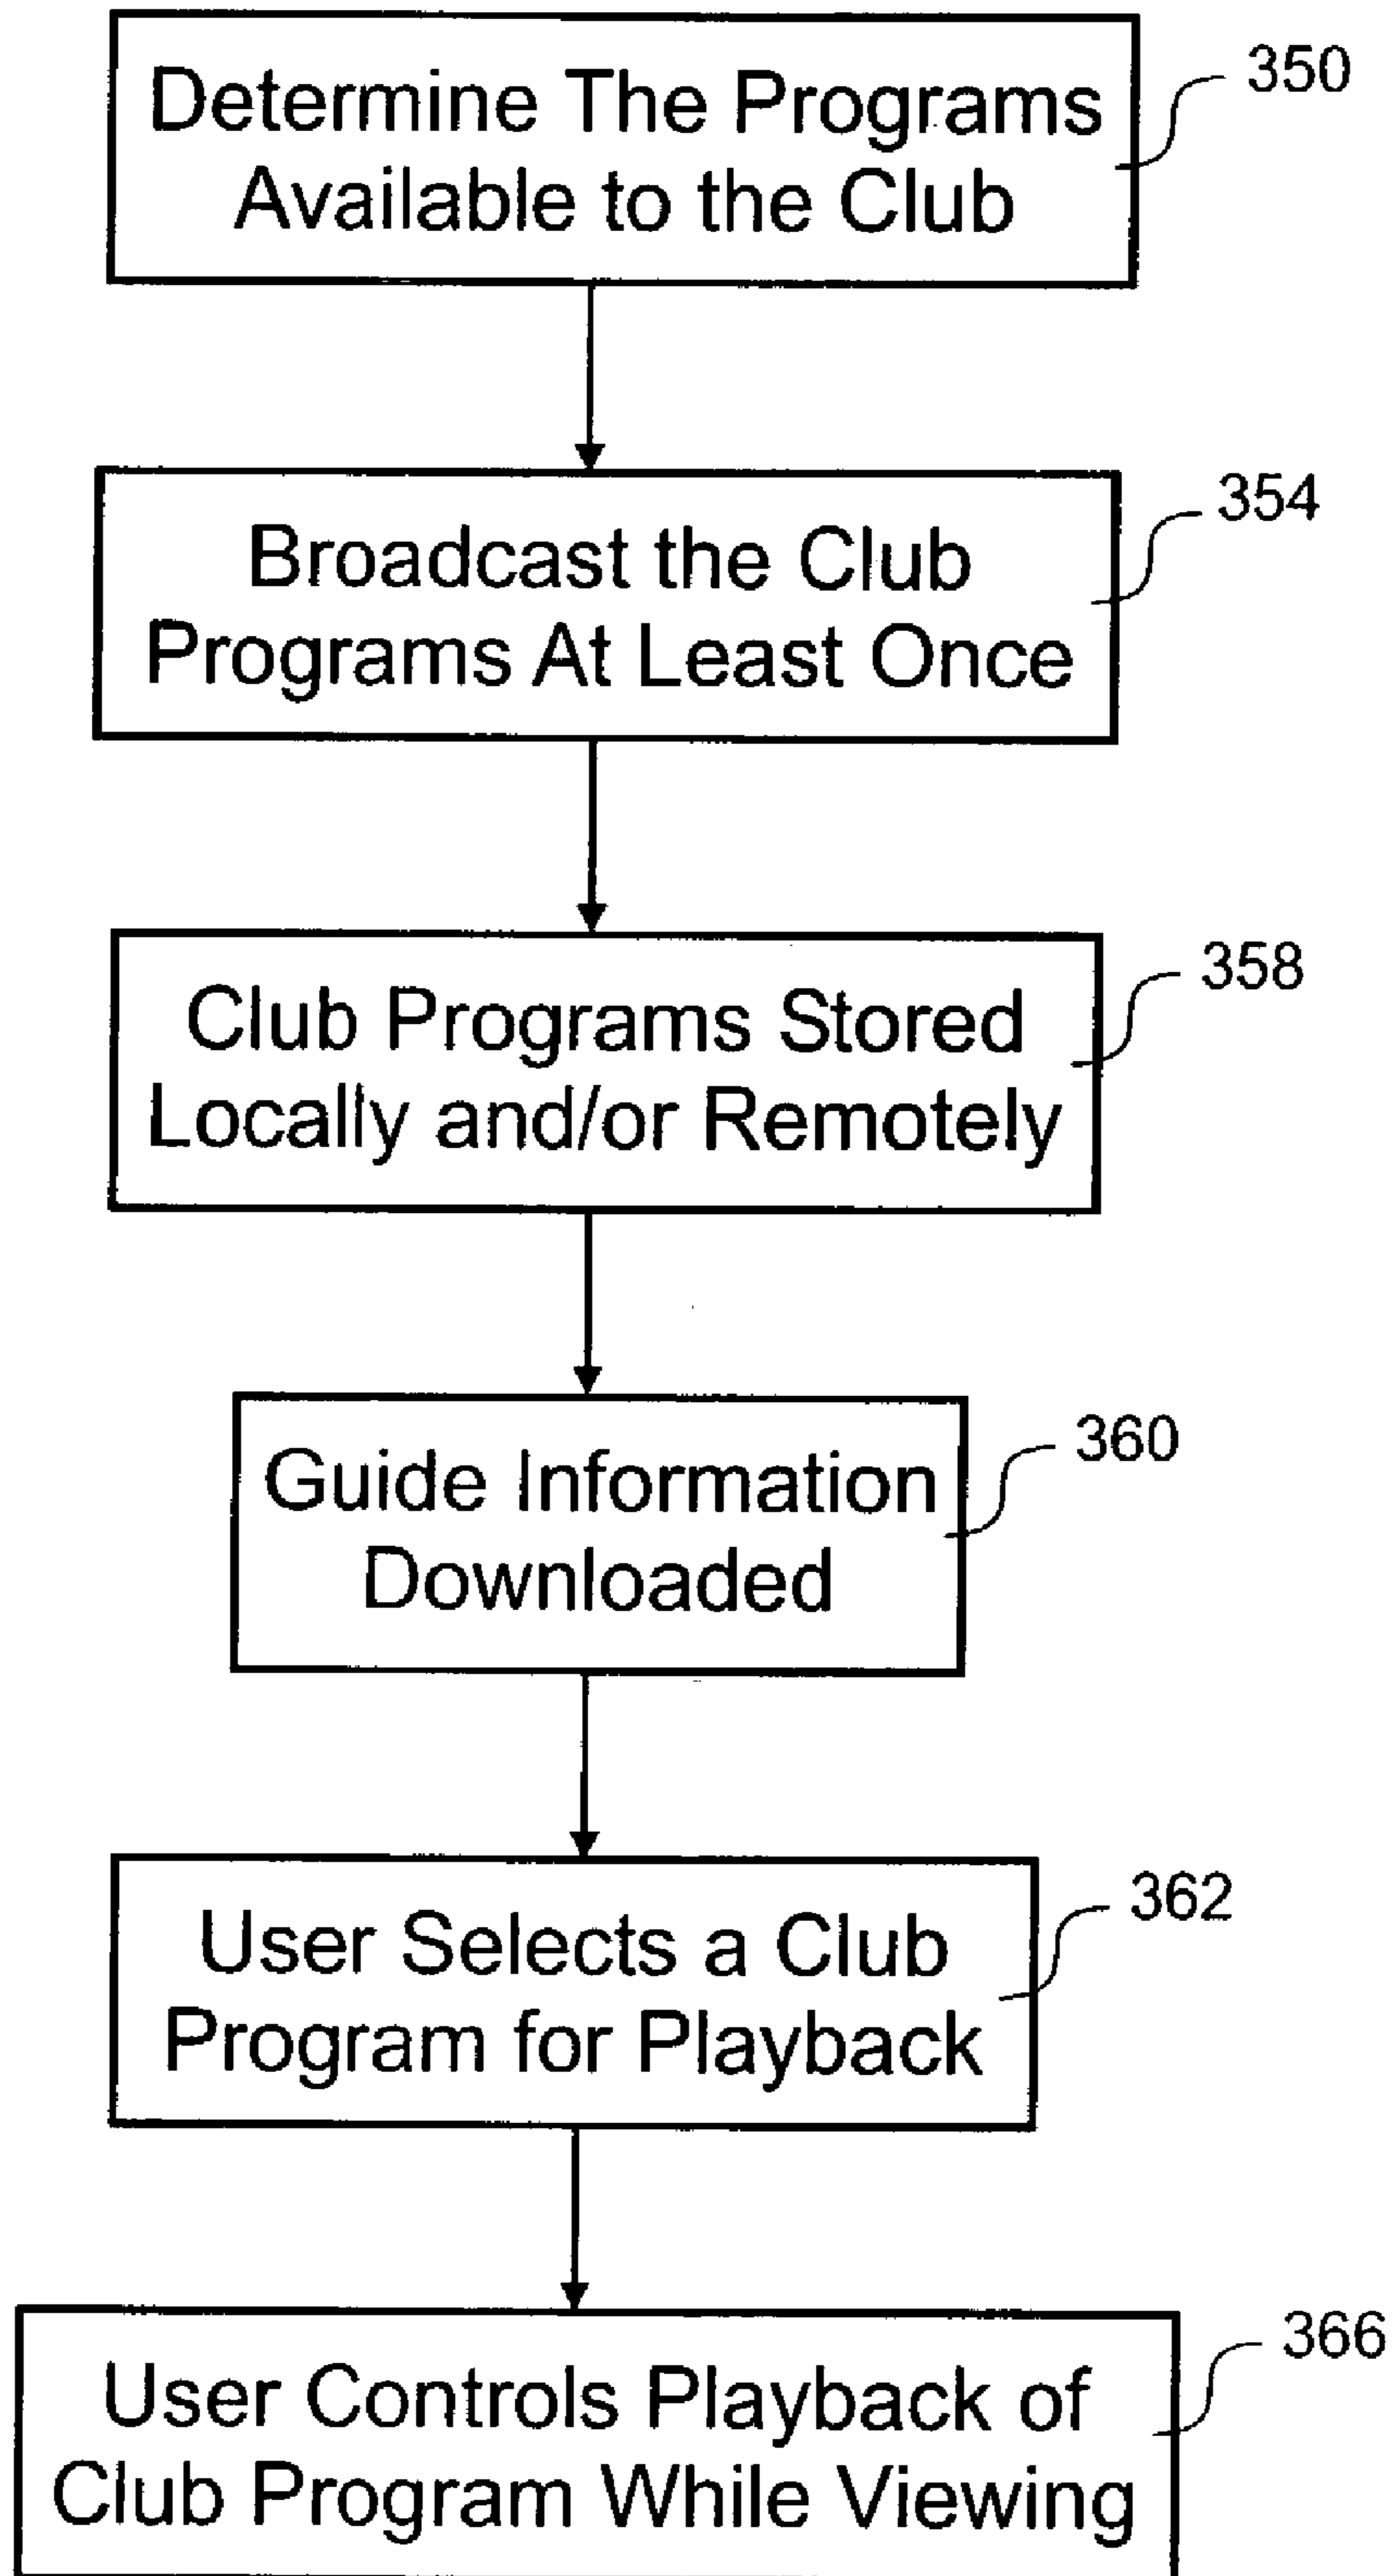 Determine The Programs
Available to the Club
350
Broadcast the Club
Programs At Least Once
354
Club Programs Stored
Locally and/or Remotely
358
Guide Information
Downloaded
360
User Selects a Club
Program for Playback
362
User Controls Playback of
Club Program While Viewing
366